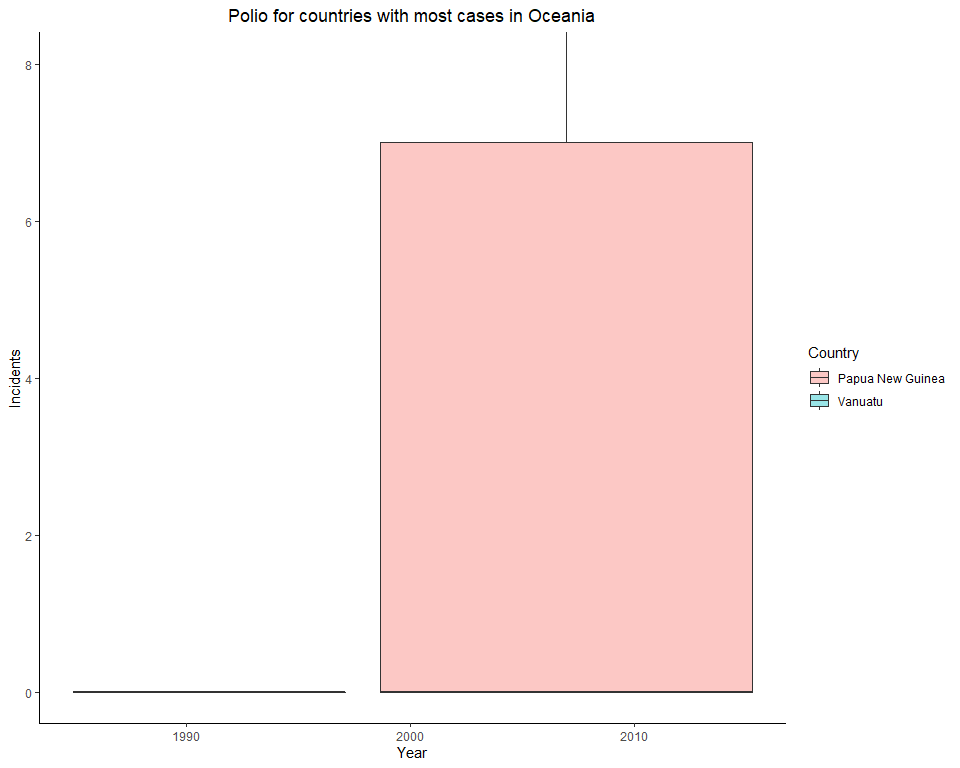 Polio for countries with most cases in Oceania
8
6
4
2
0
Incidents
1990
2000
2010
Year
Country
Papua New Guinea
Vanuatu